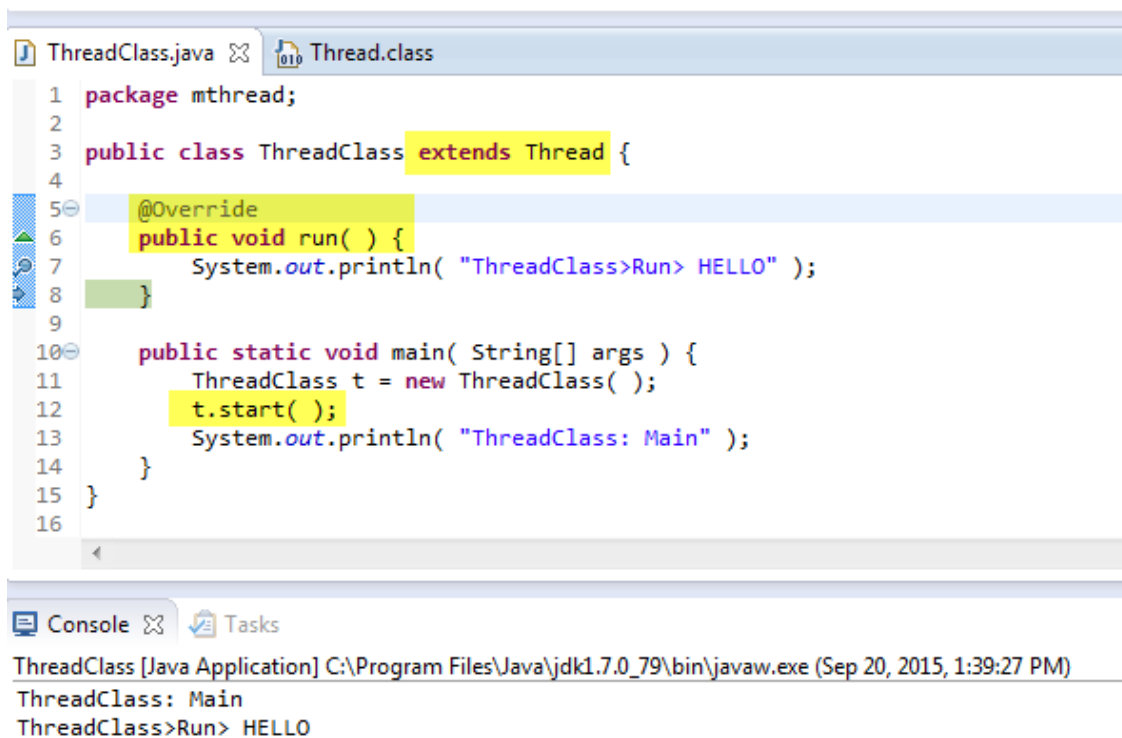 ThreadClass.java Thread.class
1 package mthread;
2
3 public class ThreadClass extends Thread {
4
5 @Override
6 public void run( ) {
7 System.out.println( "ThreadClass>Run> HELLO" );
8 }
9
10 public static void main( String[] args ) {
11 ThreadClass t = new ThreadClass( );
12 t.start( );
13 System.out.println( "ThreadClass: Main" );
14 }
15 }
16
Console Tasks
ThreadClass [Java Application] C:\Program Files\Java\jdk1.7.0_79\bin\javaw.exe (Sep 20, 2015, 1:39:27 PM)
ThreadClass: Main
ThreadClass>Run> HELLO